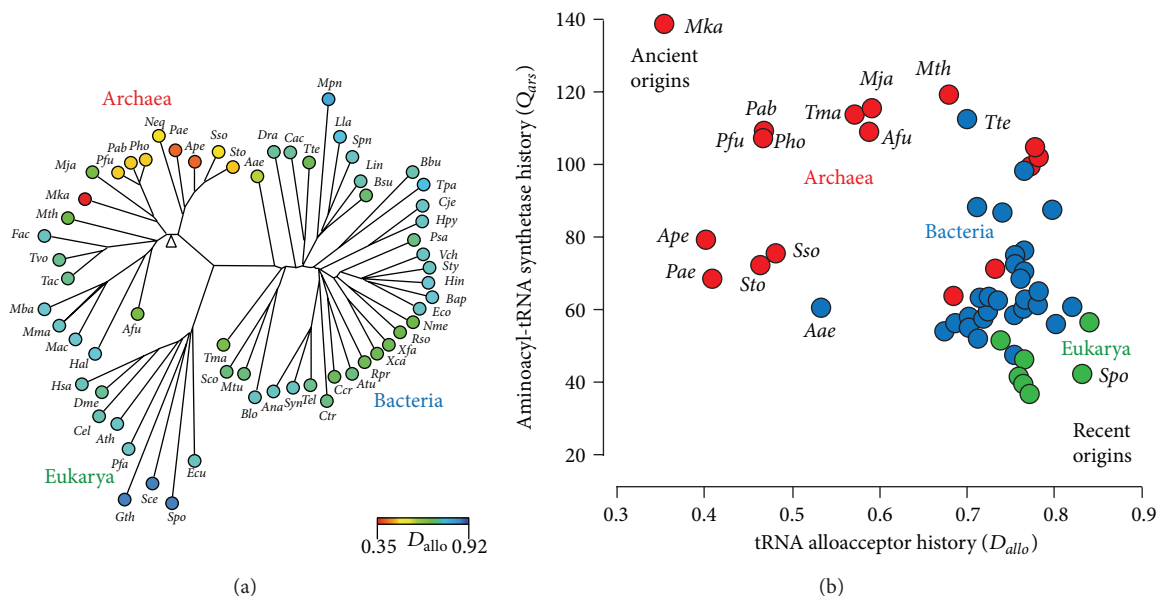 Archaea
Mpn
Neq
Pae
Ape
Sso
Sto
Aae
Dra
Cac
Tte
Lla
Spn
Lin
Bsu
Bbu
Tpa
Cje
Hpy
Psa
Vch
Sty
Hin
Bap
Eco
Nme
Rso
Xfa
Xca
Rpr
Atu
Ccr
Ctr
Tel
Syn
Ana
Blo
Mtu
Sco
Tma
Bacteria
Pho
Pab
Pfu
Mja
Mka
Mth
Fac
Tvo
Tac
Mba
Mma
Mac
Hal
Afu
Hsa
Dme
Cel
Ath
Pfa
Eukarya
Gth
Sce
Spo
Ecu
0.35 D_allo 0.92
(a)
Aminoacyl-tRNA synthetase history (Q_ars)
140
120
100
80
60
40
20
Mka
Ancient
origins
Mth
Mja
Pab
Tma
Tte
Pfu Pho
Afu
Archaea
Bacteria
Ape
Sso
Pae
Sto
Aae
Eukarya
Spo
Recent
origins
0.3 0.4 0.5 0.6 0.7 0.8 0.9
tRNA alloacceptor history (D_allo)
(b)